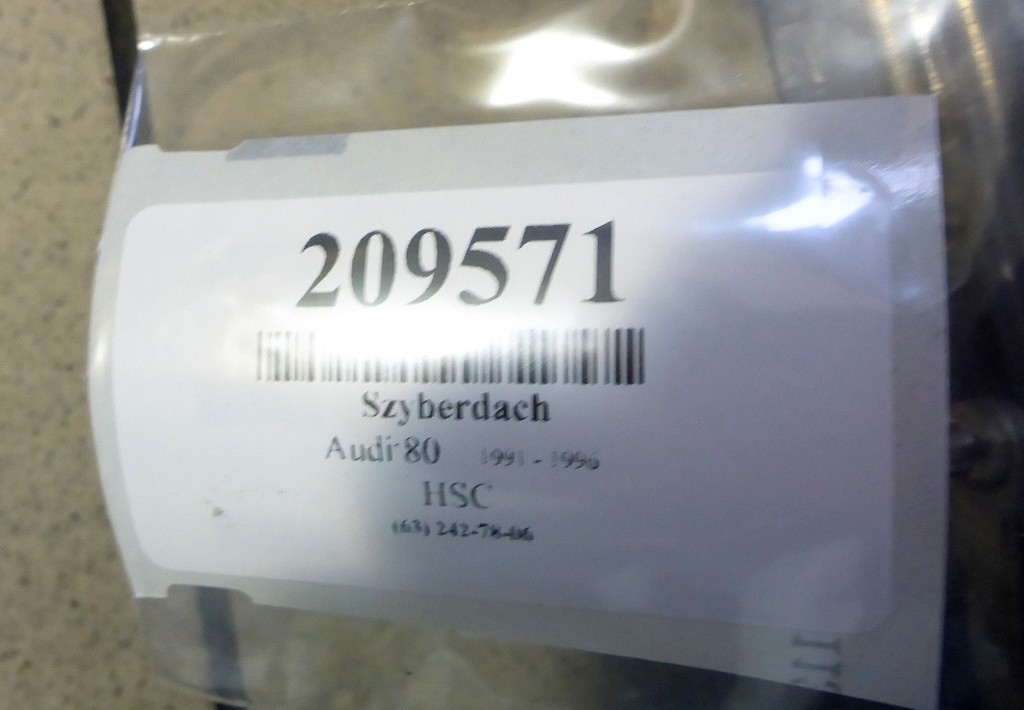 209571
Szyberdach
Audi 80 1991 - 1996
HSC
(63) 242-78-06